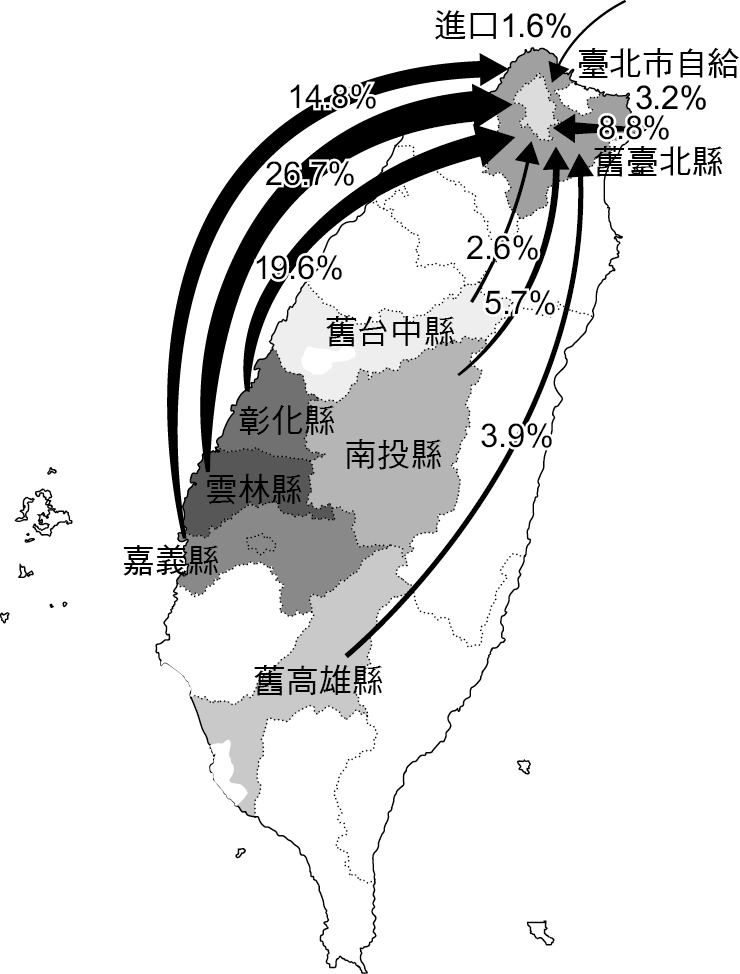 進口1.6%
臺北市自給
3.2%
14.8%
8.8%
舊臺北縣
26.7%
2.6%
19.6%
5.7%
舊台中縣
彰化縣
3.9%
南投縣
雲林縣
嘉義縣
舊高雄縣